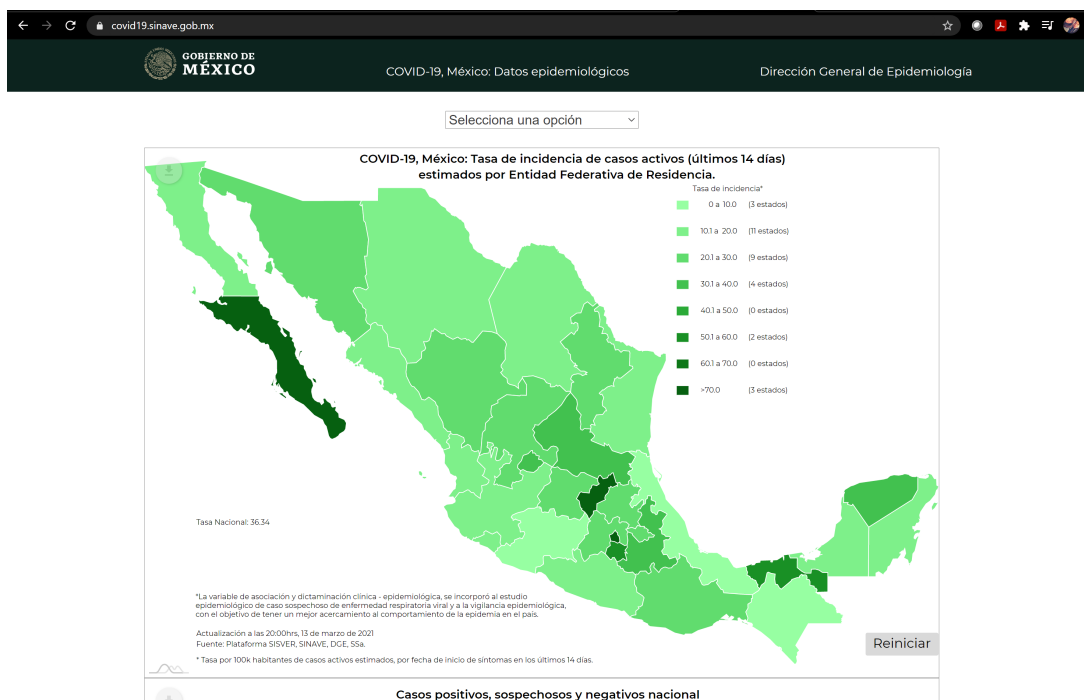 covid19.sinave.gob.mx
GOBIERNO DE
MÉXICO
COVID-19, México: Datos epidemiológicos
Dirección General de Epidemiología
Selecciona una opción
COVID-19, México: Tasa de incidencia de casos activos (últimos 14 días)
estimados por Entidad Federativa de Residencia.
Tasa de incidencia*
0 a 10.0 (3 estados)
10.1 a 20.0 (11 estados)
20.1 a 30.0 (9 estados)
30.1 a 40.0 (4 estados)
40.1 a 50.0 (0 estados)
50.1 a 60.0 (2 estados)
60.1 a 70.0 (0 estados)
>70.0 (3 estados)
Tasa Nacional: 36.34
*La variable de asociación y dictaminación clínica - epidemiológica, se incorporó al estudio
epidemiológico de caso sospechoso de enfermedad respiratoria viral y a la vigilancia epidemiológica,
con el objetivo de tener un mejor acercamiento al comportamiento de la epidemia en el país.
Actualización a las 20:00hrs, 13 de marzo de 2021
Fuente: Plataforma SISVER, SINAVE, DGE, SSa.
* Tasa por 100k habitantes de casos activos estimados, por fecha de inicio de síntomas en los últimos 14 días.
Reiniciar
Casos positivos, sospechosos y negativos nacional